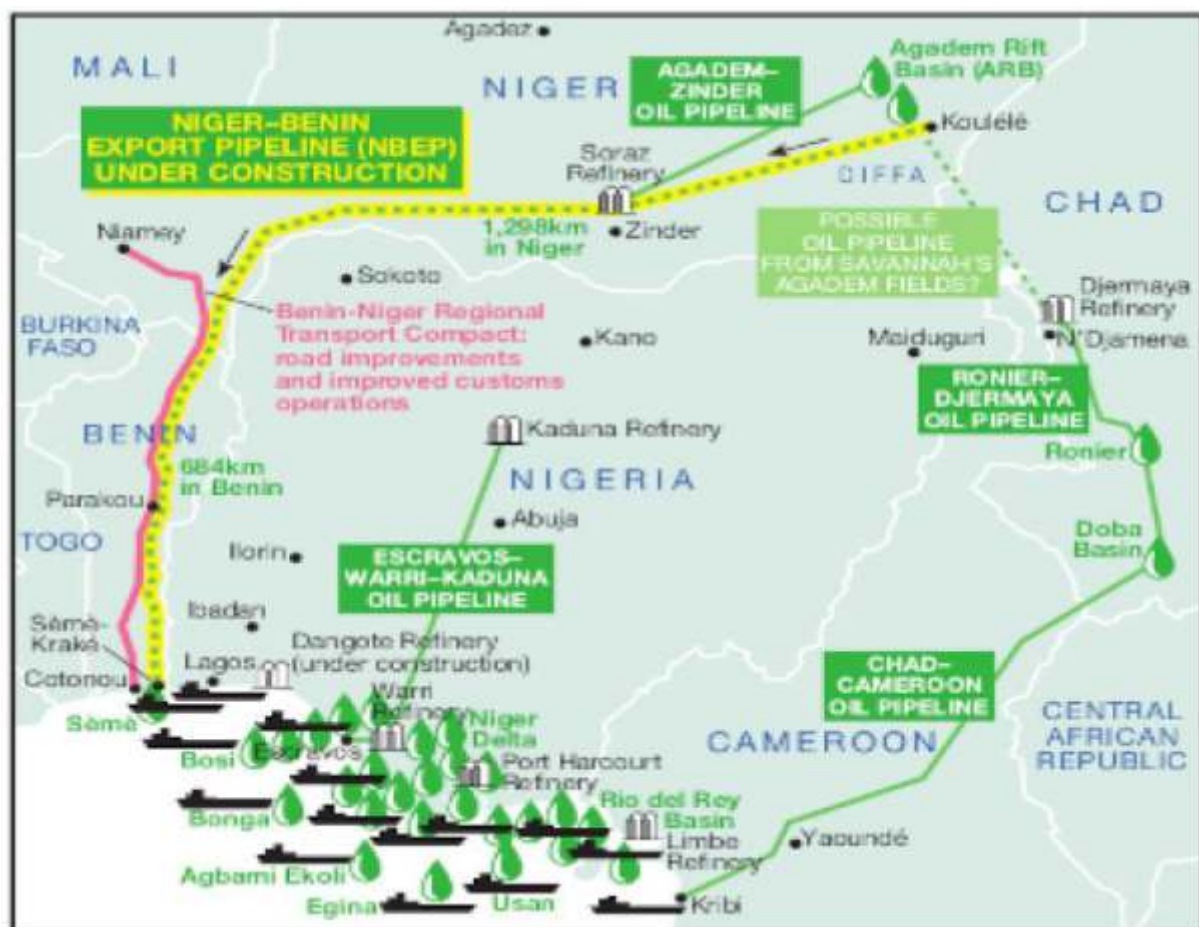 Agadez
MALI
NIGER
AGADEM–
ZINDER
OIL PIPELINE
Agadem Rift
Basin (ARB)
Koulélé
NIGER–BENIN
EXPORT PIPELINE (NBEP)
UNDER CONSTRUCTION
Soraz
Refinery
DIFFA
CHAD
Niamey
1,298km
in Niger
Zinder
POSSIBLE
OIL PIPELINE
FROM SAVANNAH'S
AGADEM FIELDS?
Sokoto
Djermaya
Refinery
BURKINA
FASO
Benin-Niger Regional
Transport Compact:
road improvements
and improved customs
operations
Kano
Maiduguri
N'Djamena
RONIER–
DJERMAYA
OIL PIPELINE
Kaduna Refinery
BENIN
Ronier
684km
in Benin
NIGERIA
Parakou
Abuja
TOGO
Ilorin
ESCRAVOS–
WARRI–KADUNA
OIL PIPELINE
Doba
Basin
Ibadan
Sèmè-
Kraké
Dangote Refinery
(under construction)
Lagos
Cotonou
CHAD–
CAMEROON
OIL PIPELINE
Sèmè
Warri
Refinery
Niger
Delta
CAMEROON
CENTRAL
AFRICAN
REPUBLIC
Bosi
Escravos
Port Harcourt
Refinery
Bonga
Rio del Rey
Basin
Limbe
Refinery
Yaoundé
Agbami Ekoli
Egina
Usan
Kribi